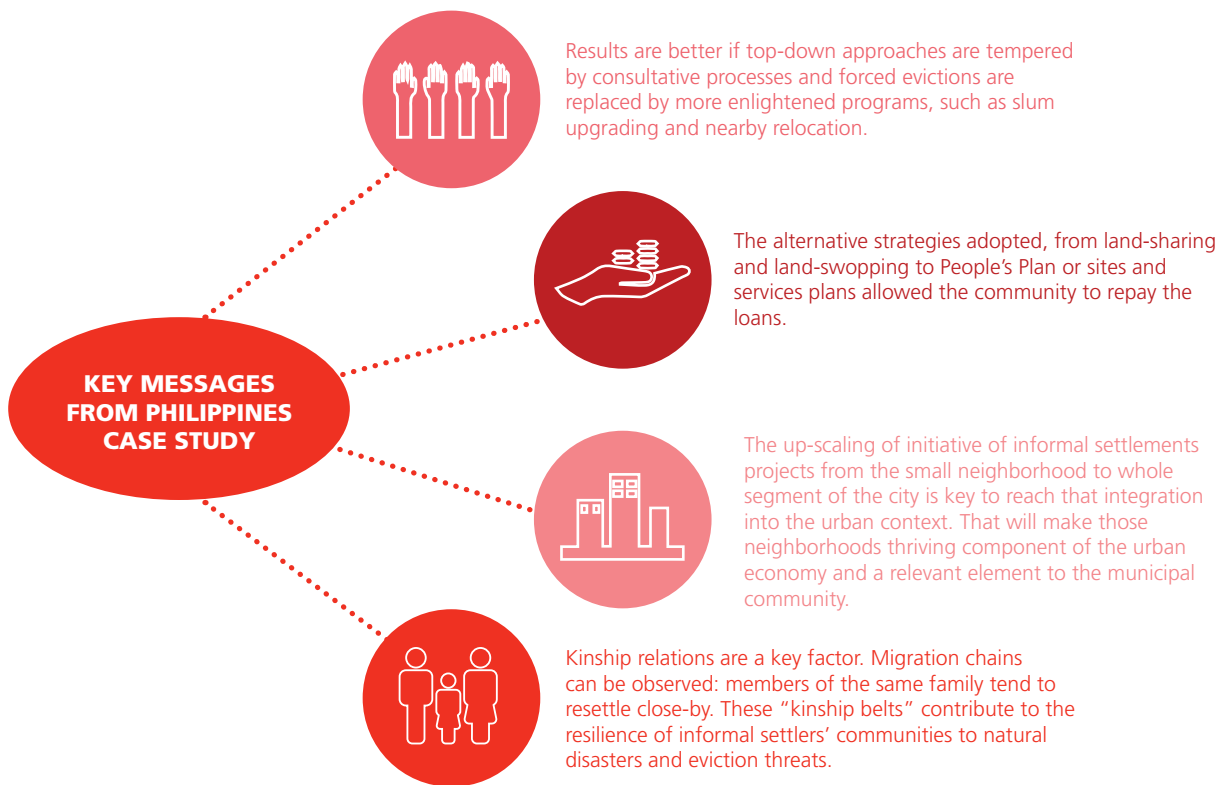 Results are better if top-down approaches are tempered
by consultative processes and forced evictions are
replaced by more enlightened programs, such as slum
upgrading and nearby relocation.
The alternative strategies adopted, from land-sharing
and land-swopping to People’s Plan or sites and
services plans allowed the community to repay the
loans.
KEY MESSAGES
FROM PHILIPPINES
CASE STUDY
The up-scaling of initiative of informal settlements
projects from the small neighborhood to whole
segment of the city is key to reach that integration
into the urban context. That will make those
neighborhoods thriving component of the urban
economy and a relevant element to the municipal
community.
Kinship relations are a key factor. Migration chains
can be observed: members of the same family tend to
resettle close-by. These “kinship belts” contribute to the
resilience of informal settlers’ communities to natural
disasters and eviction threats.